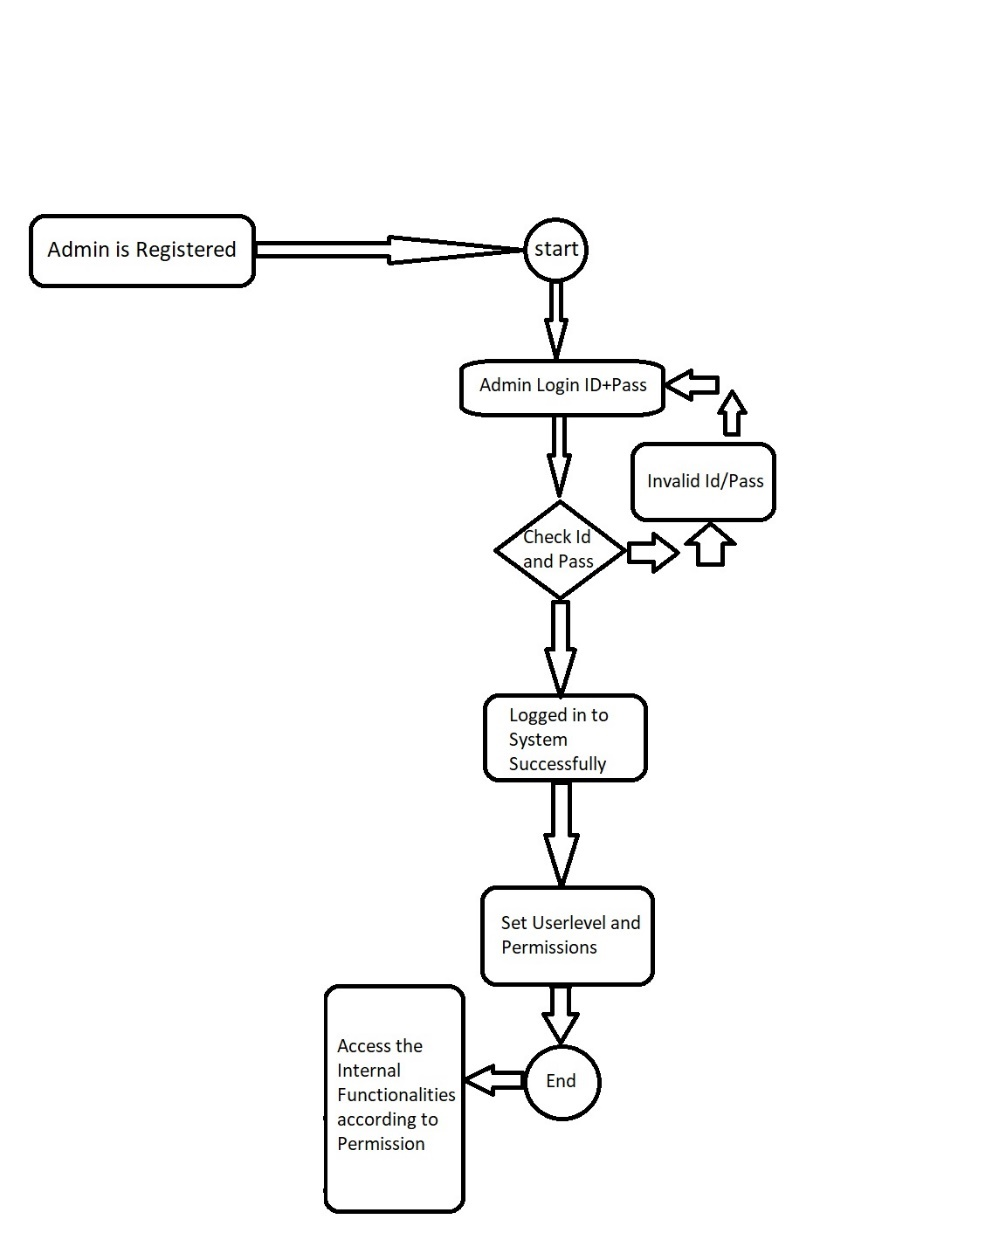 Admin is Registered
start
Admin Login ID+Pass
Invalid Id/Pass
Check Id
and Pass
Logged in to
System
Successfully
Set Userlevel and
Permissions
End
Access the
Internal
Functionalities
according to
Permission